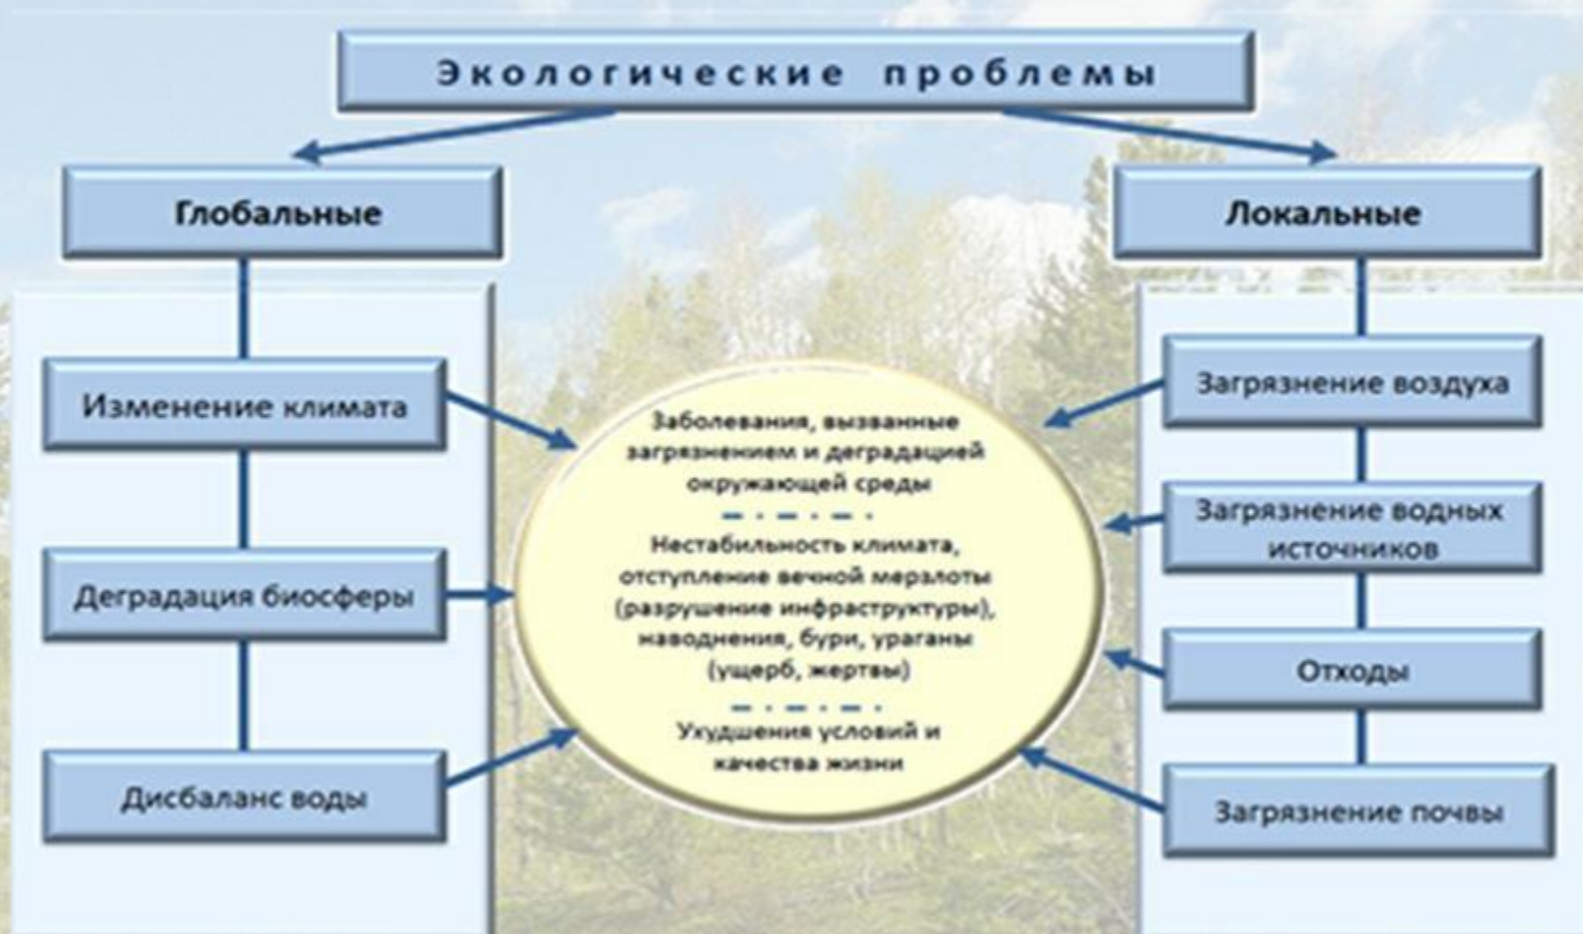 Экологические проблемы
Глобальные
Локальные
Изменение климата
Деградация биосферы
Дисбаланс воды
Заболевания, вызванные
загрязнением и деградацией
окружающей среды
Нестабильность климата,
отступление вечной мерзлоты
(разрушение инфраструктуры),
наводнения, бури, ураганы
(ущерб, жертвы)
Ухудшения условий и
качества жизни
Загрязнение воздуха
Загрязнение водных
источников
Отходы
Загрязнение почвы